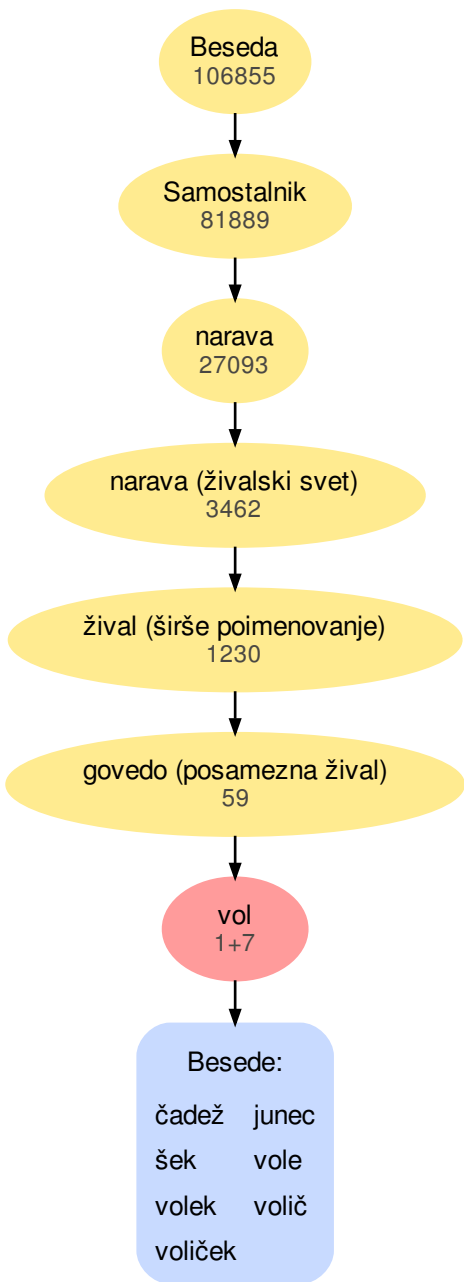 Beseda
106855
Samostalnik
81889
narava
27093
narava (živalski svet)
3462
žival (širše poimenovanje)
1230
govedo (posamezna žival)
59
vol
1+7
Besede:
čadež junec
šek vole
volek volič
voliček